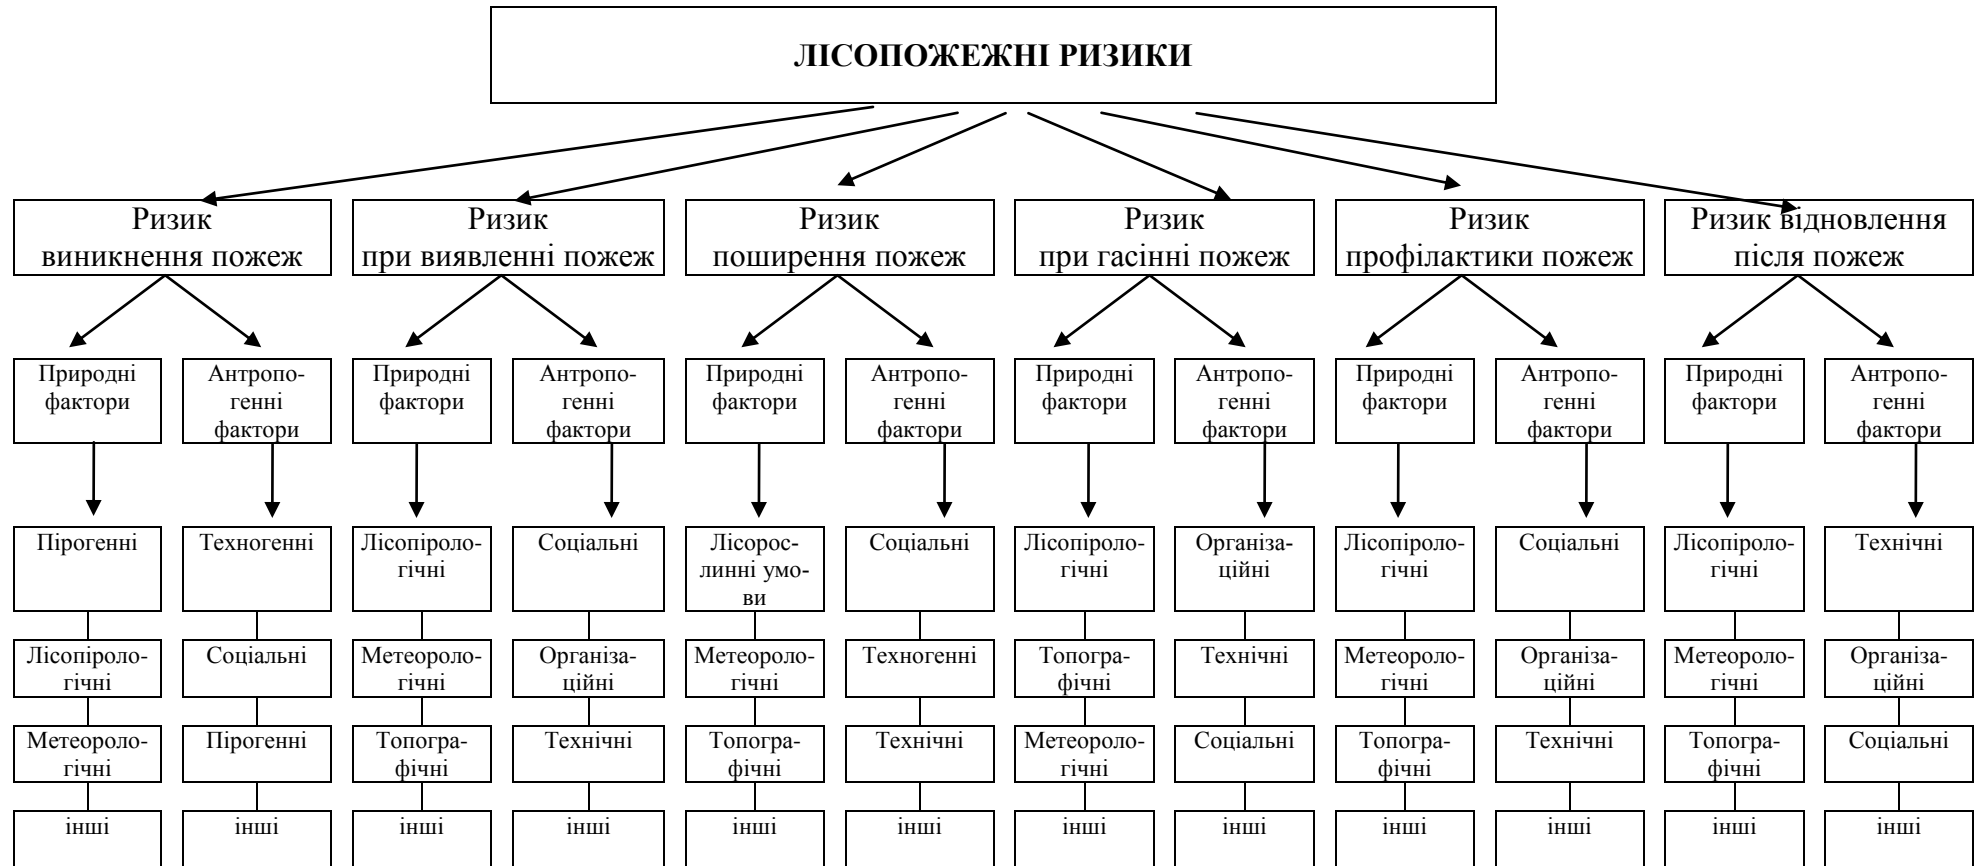 ЛІСОПОЖЕЖНІ РИЗИКИ
Ризик
виникнення пожеж
Ризик
при виявленні пожеж
Ризик
поширення пожеж
Ризик
при гасінні пожеж
Ризик
профілактики пожеж
Ризик відновлення
після пожеж
Природні
фактори
Антропо-
генні
фактори
Природні
фактори
Антропо-
генні
фактори
Природні
фактори
Антропо-
генні
фактори
Природні
фактори
Антропо-
генні
фактори
Природні
фактори
Антропо-
генні
фактори
Природні
фактори
Антропо-
генні
фактори
Пірогенні
Техногенні
Лісопіроло-
гічні
Соціальні
Лісорос-
линні умо-
ви
Соціальні
Лісопіроло-
гічні
Організа-
ційні
Лісопіроло-
гічні
Соціальні
Лісопіроло-
гічні
Технічні
Лісопіроло-
гічні
Соціальні
Метеороло-
гічні
Організа-
ційні
Метеороло-
гічні
Техногенні
Топогра-
фічні
Технічні
Метеороло-
гічні
Організа-
ційні
Метеороло-
гічні
Організа-
ційні
Метеороло-
гічні
Пірогенні
Топогра-
фічні
Технічні
Топогра-
фічні
Технічні
Метеороло-
гічні
Соціальні
Топогра-
фічні
Технічні
Топогра-
фічні
Соціальні
інші
інші
інші
інші
інші
інші
інші
інші
інші
інші
інші
інші